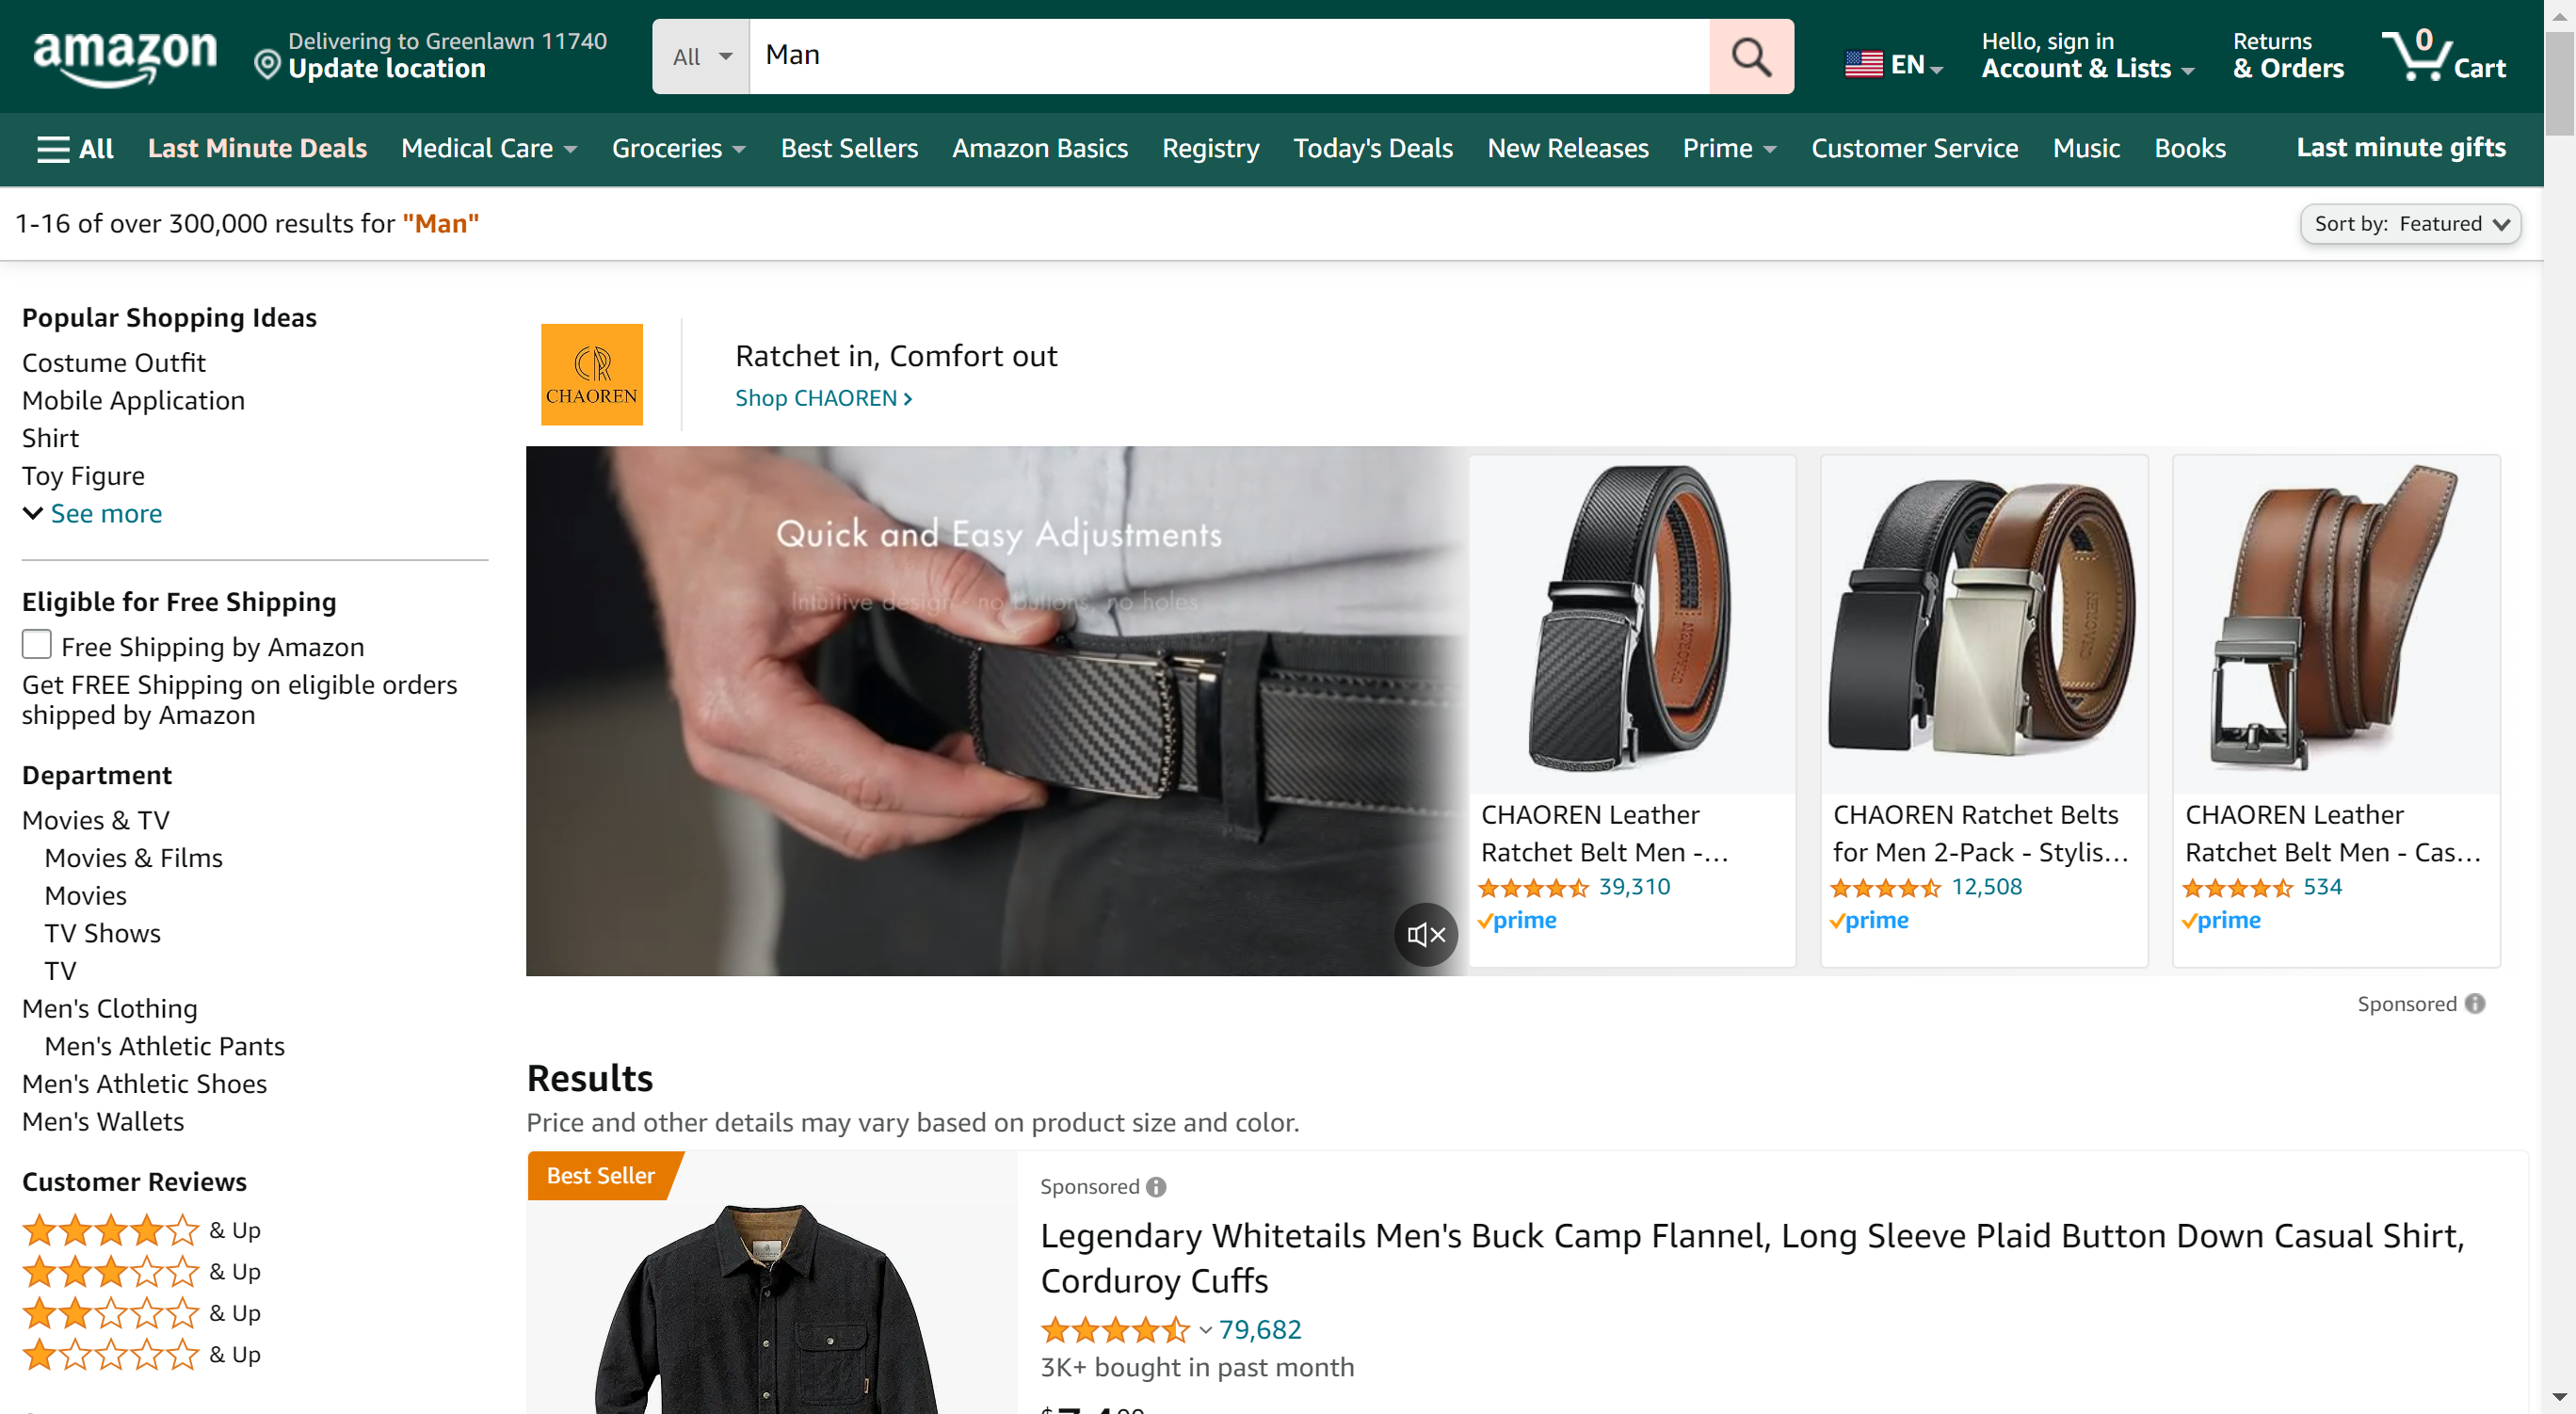 amazon
Delivering to Greenlawn 11740
Update location
All
Man
EN
Hello, sign in
Account & Lists
Returns
& Orders
0
Cart
All
Last Minute Deals
Medical Care
Groceries
Best Sellers
Amazon Basics
Registry
Today's Deals
New Releases
Prime
Customer Service
Music
Books
Last minute gifts
1-16 of over 300,000 results for "Man"
Sort by: Featured
Popular Shopping Ideas
Costume Outfit
Mobile Application
Shirt
Toy Figure
See more
Eligible for Free Shipping
Free Shipping by Amazon
Get FREE Shipping on eligible orders
shipped by Amazon
Department
Movies & TV
Movies & Films
Movies
TV Shows
TV
Men's Clothing
Men's Athletic Pants
Men's Athletic Shoes
Men's Wallets
Customer Reviews
& Up
& Up
& Up
& Up
CR
CHAOREN
Ratchet in, Comfort out
Shop CHAOREN
Quick and Easy Adjustments
Intuitive design - no buttons, no holes
CHAOREN
CHAOREN
CHAOREN Leather
Ratchet Belt Men -...
39,310
prime
CHAOREN Ratchet Belts
for Men 2-Pack - Stylis...
12,508
prime
CHAOREN Leather
Ratchet Belt Men - Cas...
534
prime
Sponsored
Results
Price and other details may vary based on product size and color.
Best Seller
Sponsored
Legendary Whitetails Men's Buck Camp Flannel, Long Sleeve Plaid Button Down Casual Shirt,
Corduroy Cuffs
79,682
3K+ bought in past month